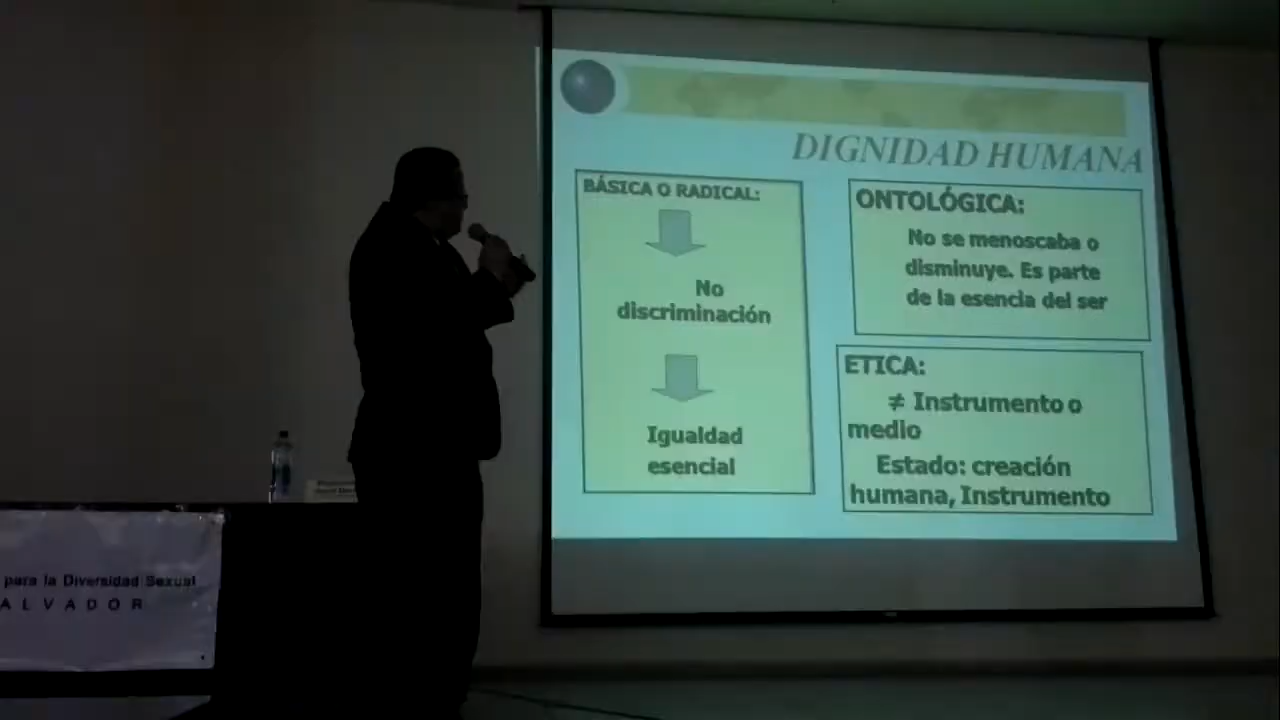 DIGNIDAD HUMANA
BÁSICA O RADICAL:
No
discriminación
Igualdad
esencial
ONTOLÓGICA:
No se menoscaba o
disminuye. Es parte
de la esencia del ser
ETICA:
≠ Instrumento o
medio
Estado: creación
humana, Instrumento
para la Diversidad Sexual
ALVADOR